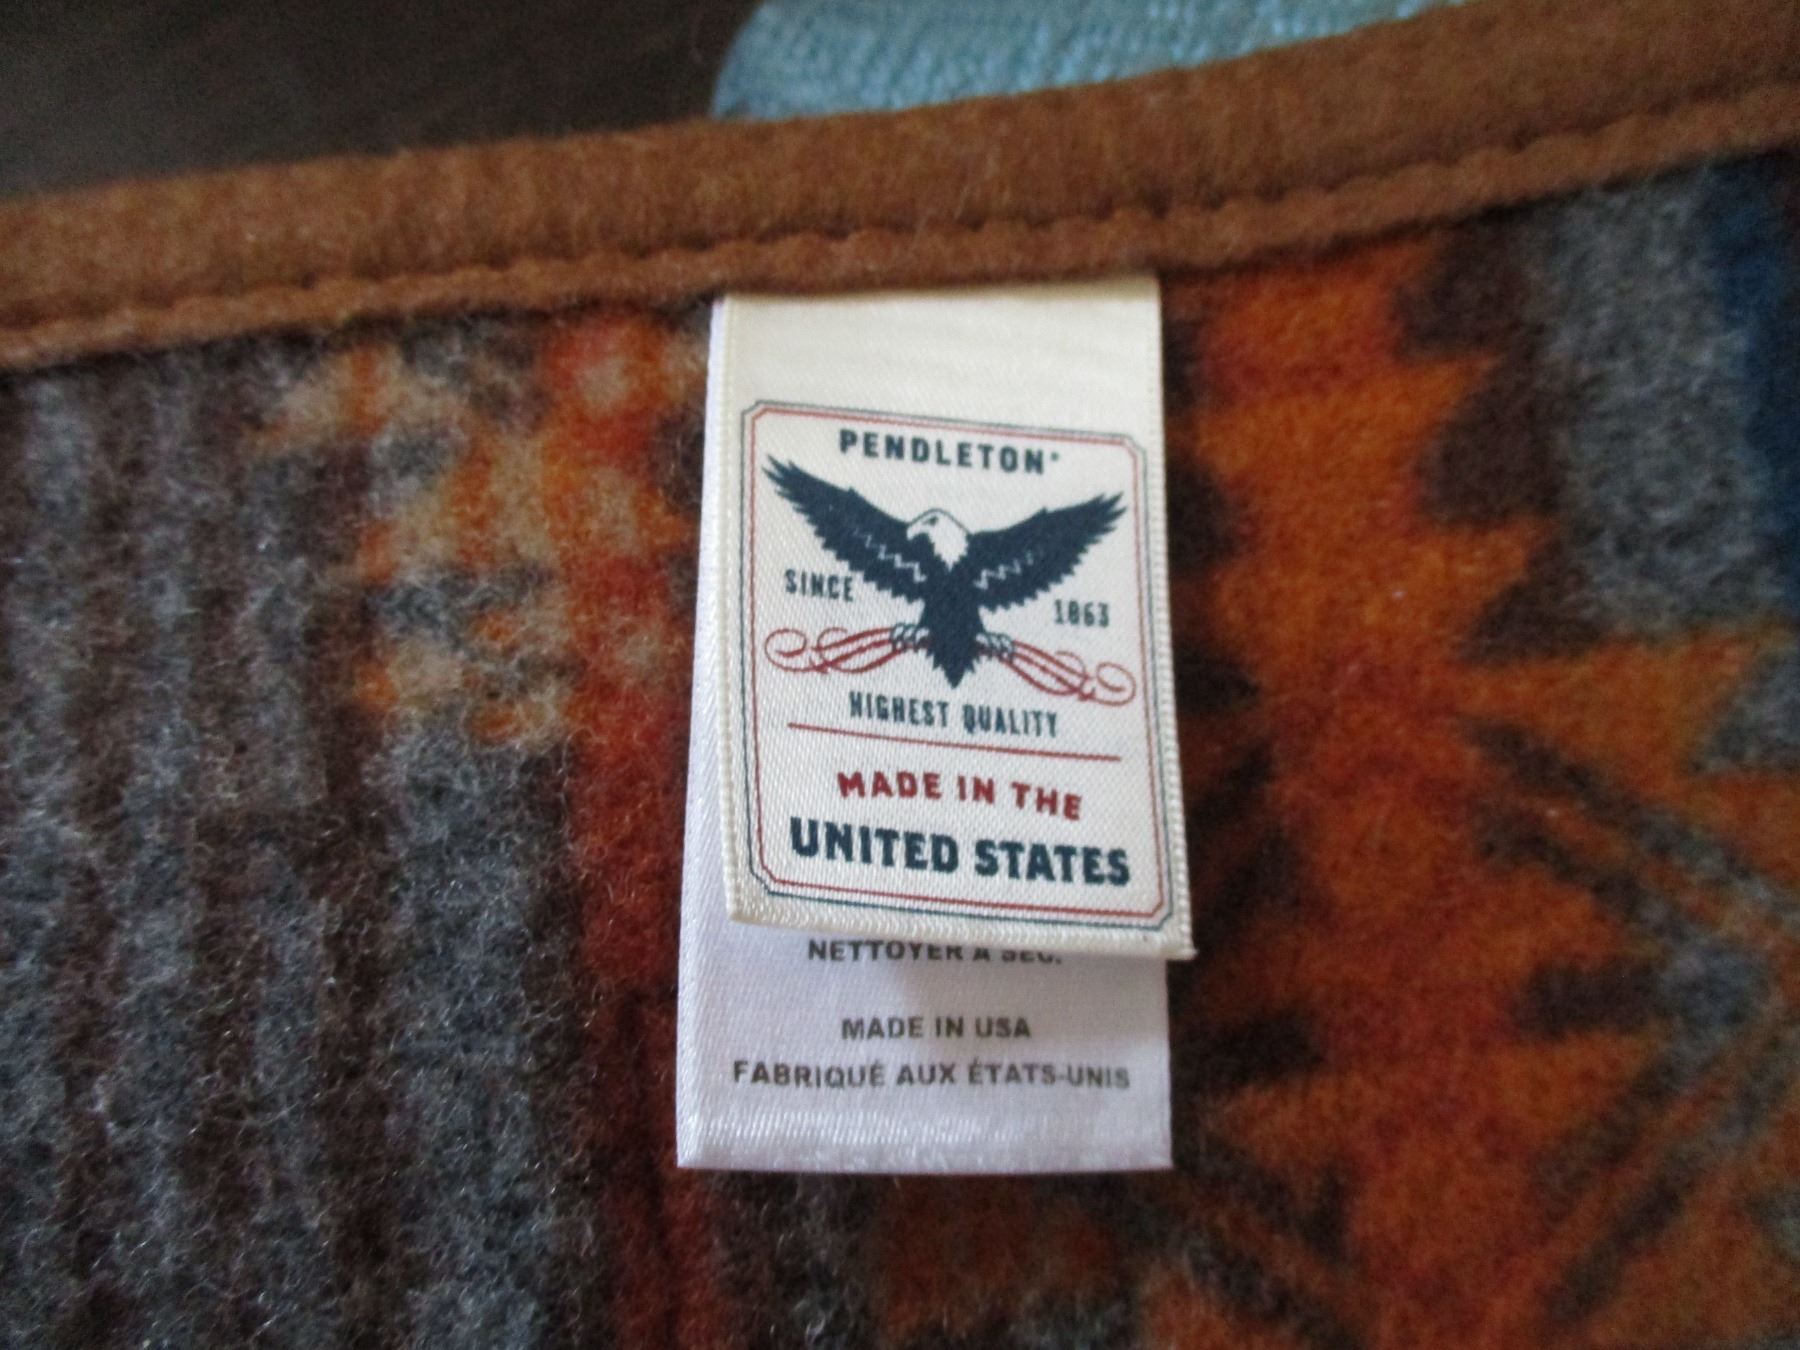 PENDLETON®
SINCE 1863
HIGHEST QUALITY
MADE IN THE
UNITED STATES
NETTOYER À SEC.
MADE IN USA
FABRIQUÉ AUX ÉTATS-UNIS